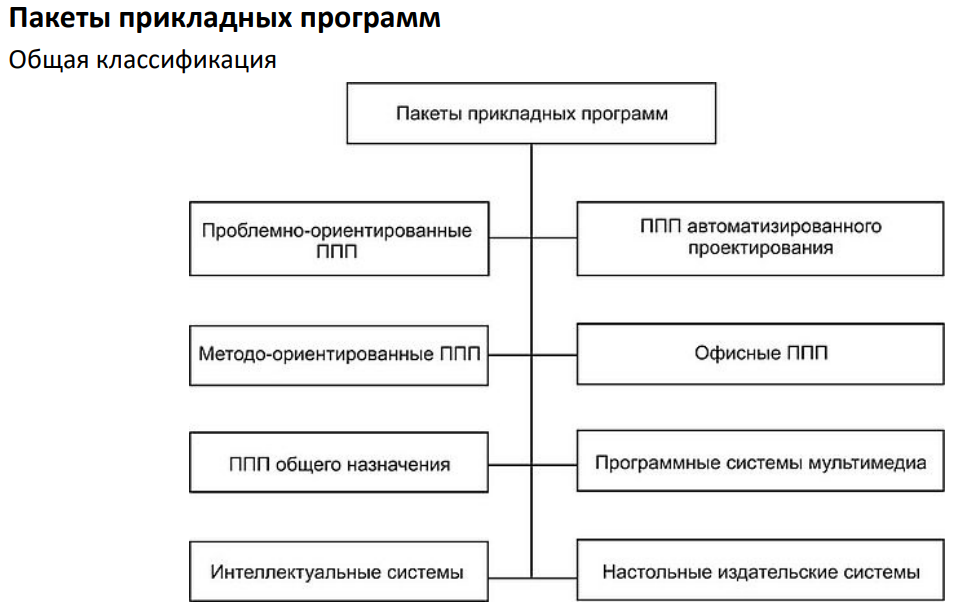 Пакеты прикладных программ
Общая классификация
Пакеты прикладных программ
Проблемно-ориентированные
ППП
ППП автоматизированного
проектирования
Методо-ориентированные ППП
Офисные ППП
ППП общего назначения
Программные системы мультимедиа
Интеллектуальные системы
Настольные издательские системы